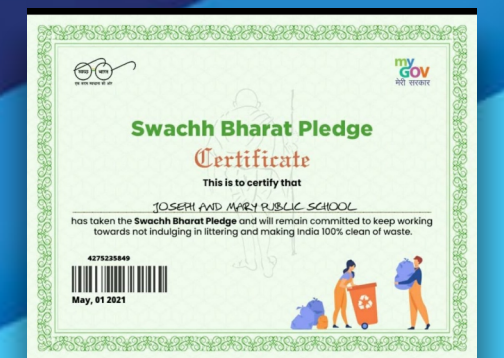 स्वच्छ भारत
एक कदम स्वच्छता की ओर
my
GOV
मेरी सरकार
Swachh Bharat Pledge
Certificate
This is to certify that
JOSEPH AND MARY PUBLIC SCHOOL
has taken the Swachh Bharat Pledge and will remain committed to keep working
towards not indulging in littering and making India 100% clean of waste.
4275235849
May, 01 2021